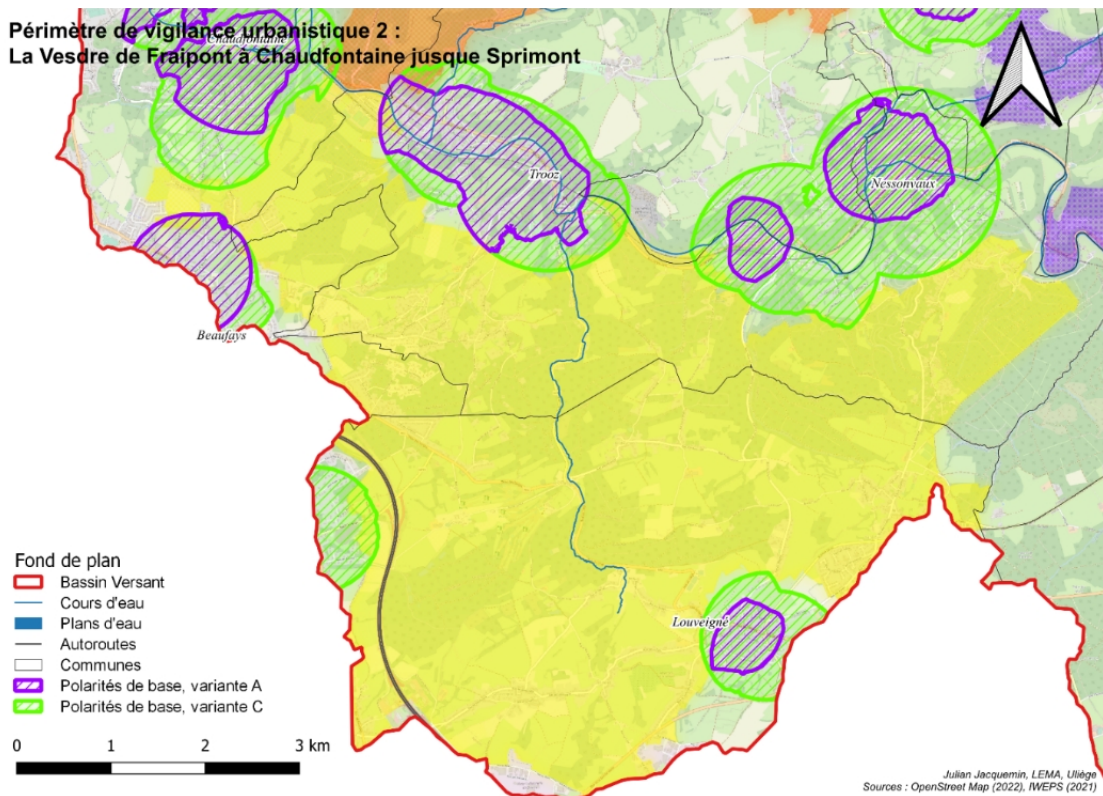 Périmètre de vigilance urbanistique 2 :
La Vesdre de Fraipont à Chaudfontaine jusque Sprimont
Chaudfontaine
Trooz
Nessonvaux
Beaufays
Louveigné
Fond de plan
Bassin Versant
Cours d'eau
Plans d'eau
Autoroutes
Communes
Polarités de base, variante A
Polarités de base, variante C
0 1 2 3 km
Julian Jacquemin, LEMA, Uliège
Sources : OpenStreet Map (2022), IWEPS (2021)